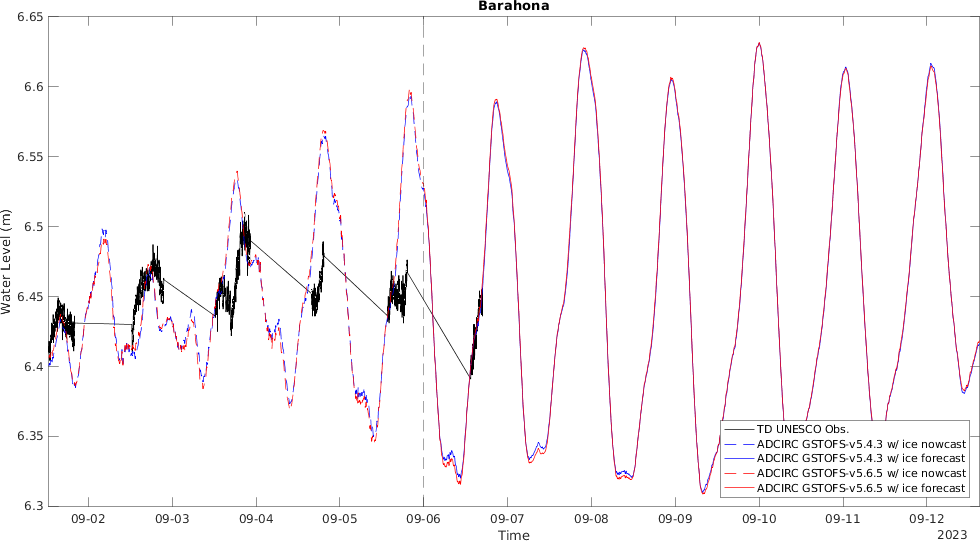 Barahona
6.65
6.6
6.55
6.5
6.45
6.4
6.35
6.3
Water Level (m)
TD UNESCO Obs.
ADCIRC GSTOFS-v5.4.3 w/ ice nowcast
ADCIRC GSTOFS-v5.4.3 w/ ice forecast
ADCIRC GSTOFS-v5.6.5 w/ ice nowcast
ADCIRC GSTOFS-v5.6.5 w/ ice forecast
09-02 09-03 09-04 09-05 09-06 09-07 09-08 09-09 09-10 09-11 09-12
Time
2023